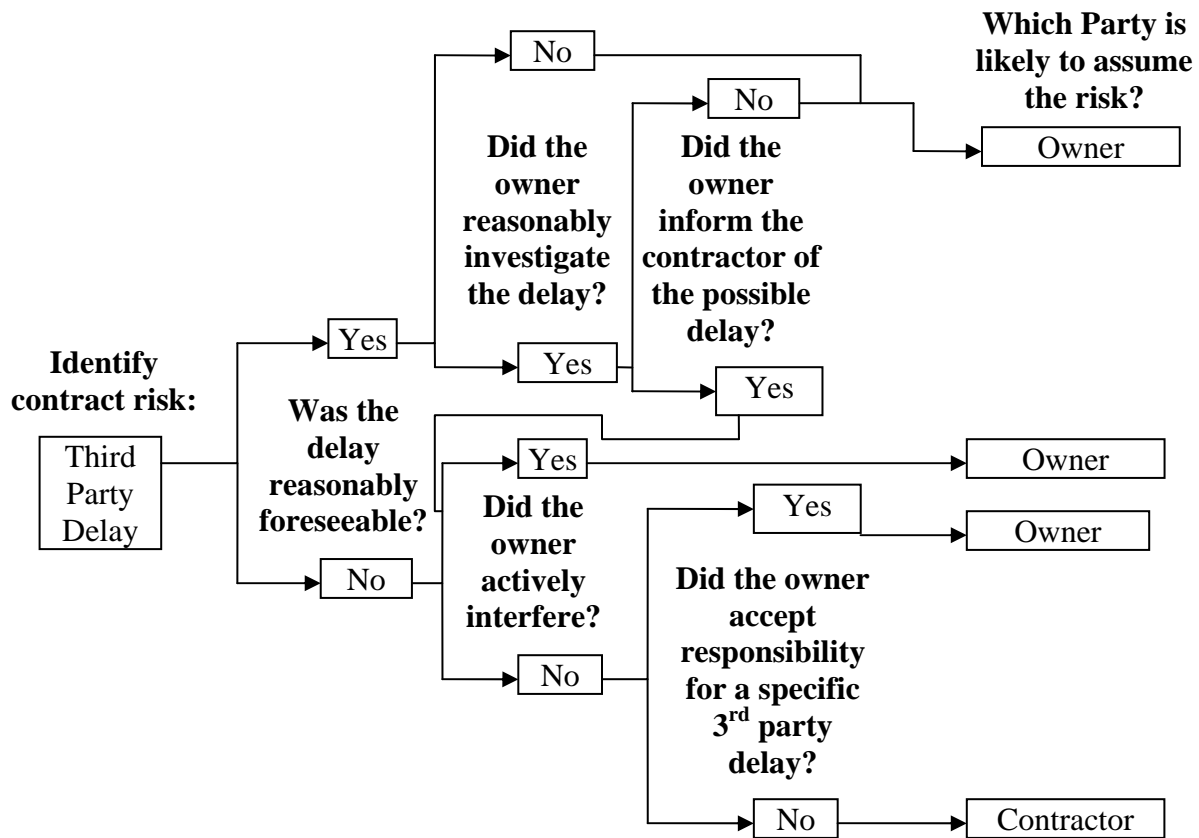 Identify
contract risk:
Third
Party
Delay
Was the
delay
reasonably
foreseeable?
Yes
No
Did the
owner
reasonably
investigate
the delay?
No
Yes
Did the
owner
inform the
contractor of
the possible
delay?
No
Yes
Did the
owner
actively
interfere?
Yes
No
Did the owner
accept
responsibility
for a specific
3rd party
delay?
Yes
No
Which Party is
likely to assume
the risk?
Owner
Owner
Owner
Contractor